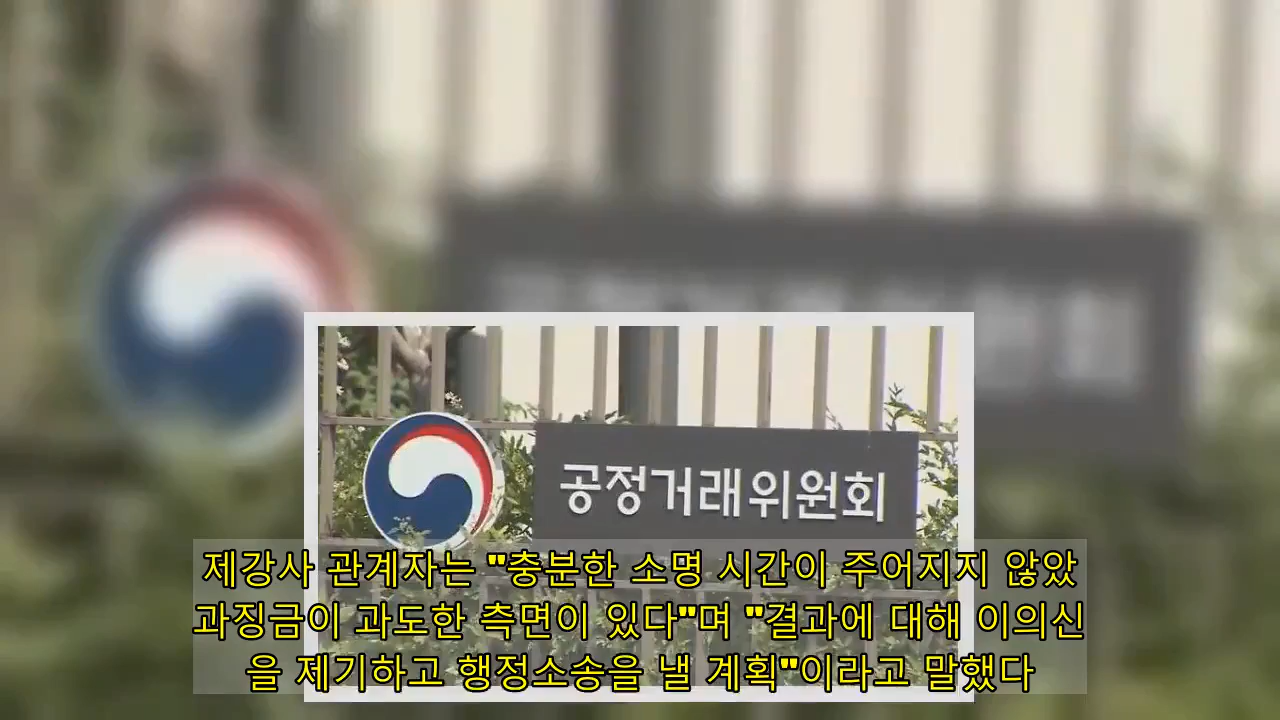 공정거래위원회
제강사 관계자는 "충분한 소명 시간이 주어지지 않았
과징금이 과도한 측면이 있다"며 "결과에 대해 이의신
을 제기하고 행정소송을 낼 계획"이라고 말했다